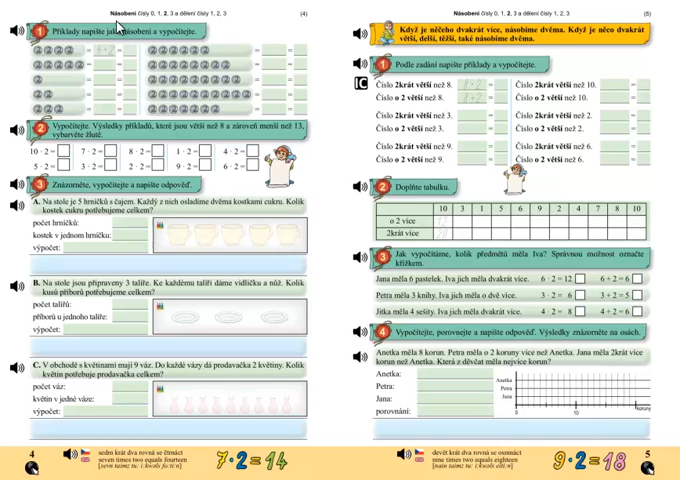 Násobení čísly 0, 1, 2, 3 a dělení čísly 1, 2, 3
(4)
1 Příklady napište jako násobení a vypočítejte.
4 · 2
2 Vypočítejte. Výsledky příkladů, které jsou větší než 8 a zároveň menší než 13,
vybarvěte žlutě.
10 · 2 = 7 · 2 = 8 · 2 = 1 · 2 = 4 · 2 =
5 · 2 = 3 · 2 = 2 · 2 = 9 · 2 = 6 · 2 =
3 Znázorněte, vypočítejte a napište odpověď.
A. Na stole je 5 hrníčků s čajem. Každý z nich osladíme dvěma kostkami cukru. Kolik
kostek cukru potřebujeme celkem?
počet hrníčků:
kostek v jednom hrníčku:
výpočet:
B. Na stole jsou připraveny 3 talíře. Ke každému talíři dáme vidličku a nůž. Kolik
kusů příborů potřebujeme celkem?
počet talířů:
příborů u jednoho talíře:
výpočet:
C. V obchodě s květinami mají 9 váz. Do každé vázy dá prodavačka 2 květiny. Kolik
květin potřebuje prodavačka celkem?
počet váz:
květin v jedné váze:
výpočet:
4
sedm krát dva rovná se čtrnáct
seven times two equals fourteen
7 · 2 = 14
Násobení čísly 0, 1, 2, 3 a dělení čísly 1, 2, 3
(5)
Když je něčeho dvakrát více, násobíme dvěma. Když je něco dvakrát
větší, delší, těžší, také násobíme dvěma.
1 Podle zadání napište příklady a vypočítejte.
Číslo 2krát větší než 8. 8 · 2 = Číslo 2krát větší než 10. =
Číslo o 2 větší než 8. 8 + 2 = Číslo o 2 větší než 10. =
Číslo 2krát větší než 3. = Číslo 2krát větší než 2. =
Číslo o 2 větší než 3. = Číslo o 2 větší než 2. =
Číslo 2krát větší než 9. = Číslo 2krát větší než 6. =
Číslo o 2 větší než 9. = Číslo o 2 větší než 6. =
2 Doplňte tabulku.
10 3 1 5 6 9 2 4 7 8 10
o 2 více
2krát více
3 Jak vypočítáme, kolik předmětů měla Iva? Správnou možnost označte
křížkem.
Jana měla 6 pastelek. Iva jich měla dvakrát více. 6 · 2 = 12 6 + 2 = 6
Petra měla 3 knihy. Iva jich měla o dvě více. 3 · 2 = 6 3 + 2 = 5
Jitka měla 4 sešity. Iva jich měla dvakrát více. 4 · 2 = 8 4 + 2 = 6
4 Vypočítejte, porovnejte a napište odpověď. Výsledky znázorněte na osách.
Anetka měla 8 korun. Petra měla o 2 koruny více než Anetka. Jana měla 2krát více
korun než Anetka. Která z děvčat měla nejvíce korun?
Anetka:
Petra:
Jana:
porovnání:
Anetka
Petra
Jana
0 10 koruny
devět krát dva rovná se osmnáct
nine times two equals eighteen
9 · 2 = 18
5